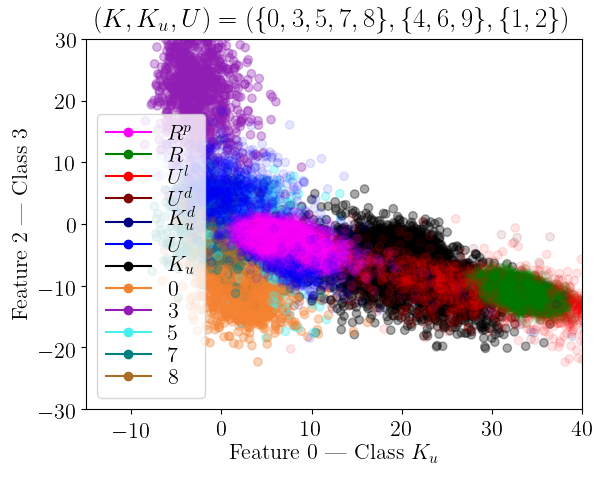 (K, K_u, U) = ({0, 3, 5, 7, 8}, {4, 6, 9}, {1, 2})
30
20
10
0
−10
−20
−30
Feature 2 — Class 3
R^p
R
U^l
U^d
K_u^d
U
K_u
0
3
5
7
8
−10 0 10 20 30 40
Feature 0 — Class K_u